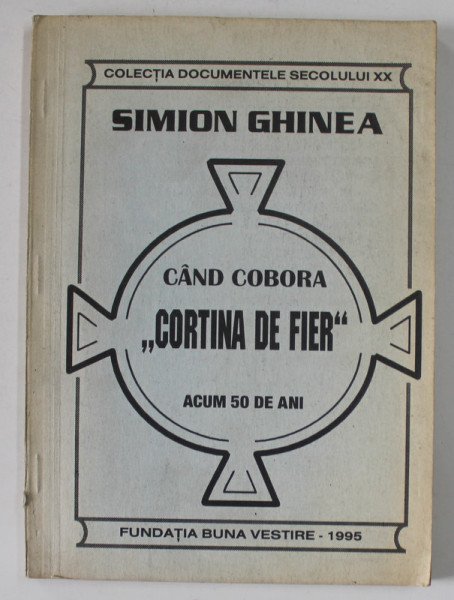 COLECȚIA DOCUMENTELE SECOLULUI XX
SIMION GHINEA
CÂND COBORA
„CORTINA DE FIER“
ACUM 50 DE ANI
FUNDAȚIA BUNA VESTIRE - 1995